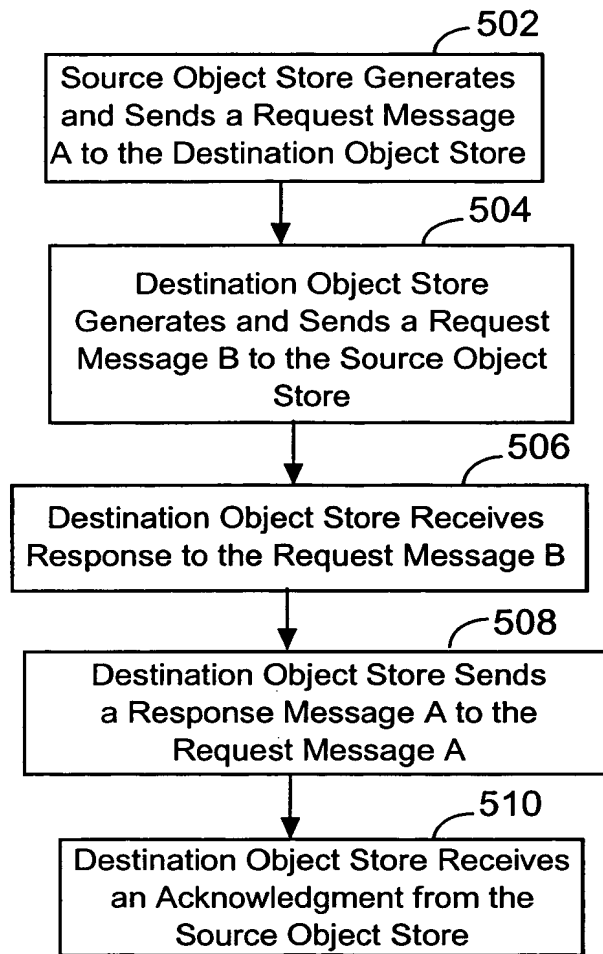 502
Source Object Store Generates
and Sends a Request Message
A to the Destination Object Store
504
Destination Object Store
Generates and Sends a Request
Message B to the Source Object
Store
506
Destination Object Store Receives
Response to the Request Message B
508
Destination Object Store Sends
a Response Message A to the
Request Message A
510
Destination Object Store Receives
an Acknowledgment from the
Source Object Store